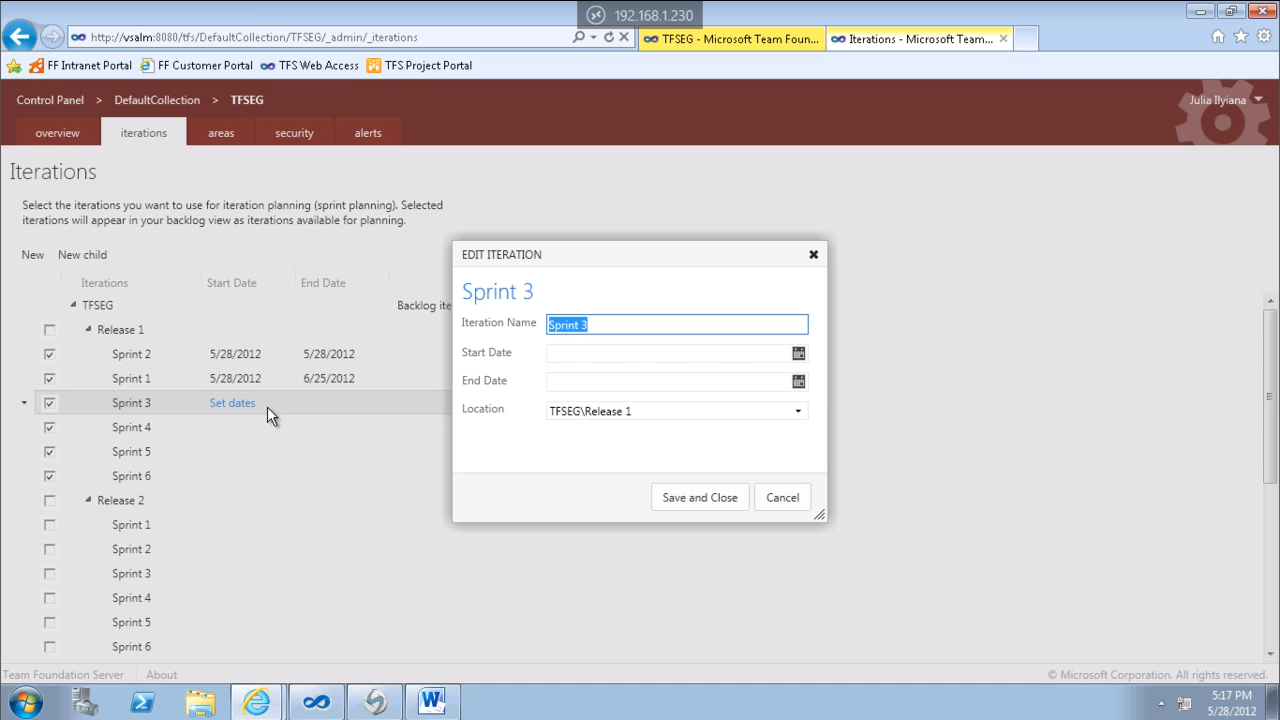 192.168.1.230
http://vsalm:8080/tfs/DefaultCollection/TFSEG/_admin/_iterations
TFSEG - Microsoft Team Foun...
Iterations - Microsoft Team...
FF Intranet Portal
FF Customer Portal
TFS Web Access
TFS Project Portal
Control Panel > DefaultCollection > TFSEG
Julia Ilyiana
overview
iterations
areas
security
alerts
Iterations
Select the iterations you want to use for iteration planning (sprint planning). Selected
iterations will appear in your backlog view as iterations available for planning.
New
New child
Iterations Start Date End Date
TFSEG Backlog ite
Release 1
Sprint 2 5/28/2012 5/28/2012
Sprint 1 5/28/2012 6/25/2012
Sprint 3 Set dates
Sprint 4
Sprint 5
Sprint 6
Release 2
Sprint 1
Sprint 2
Sprint 3
Sprint 4
Sprint 5
Sprint 6
EDIT ITERATION
Sprint 3
Iteration Name Sprint 3
Start Date
End Date
Location TFSEG\Release 1
Save and Close
Cancel
Team Foundation Server
About
© Microsoft Corporation. All rights reserved.
5:17 PM
5/28/2012